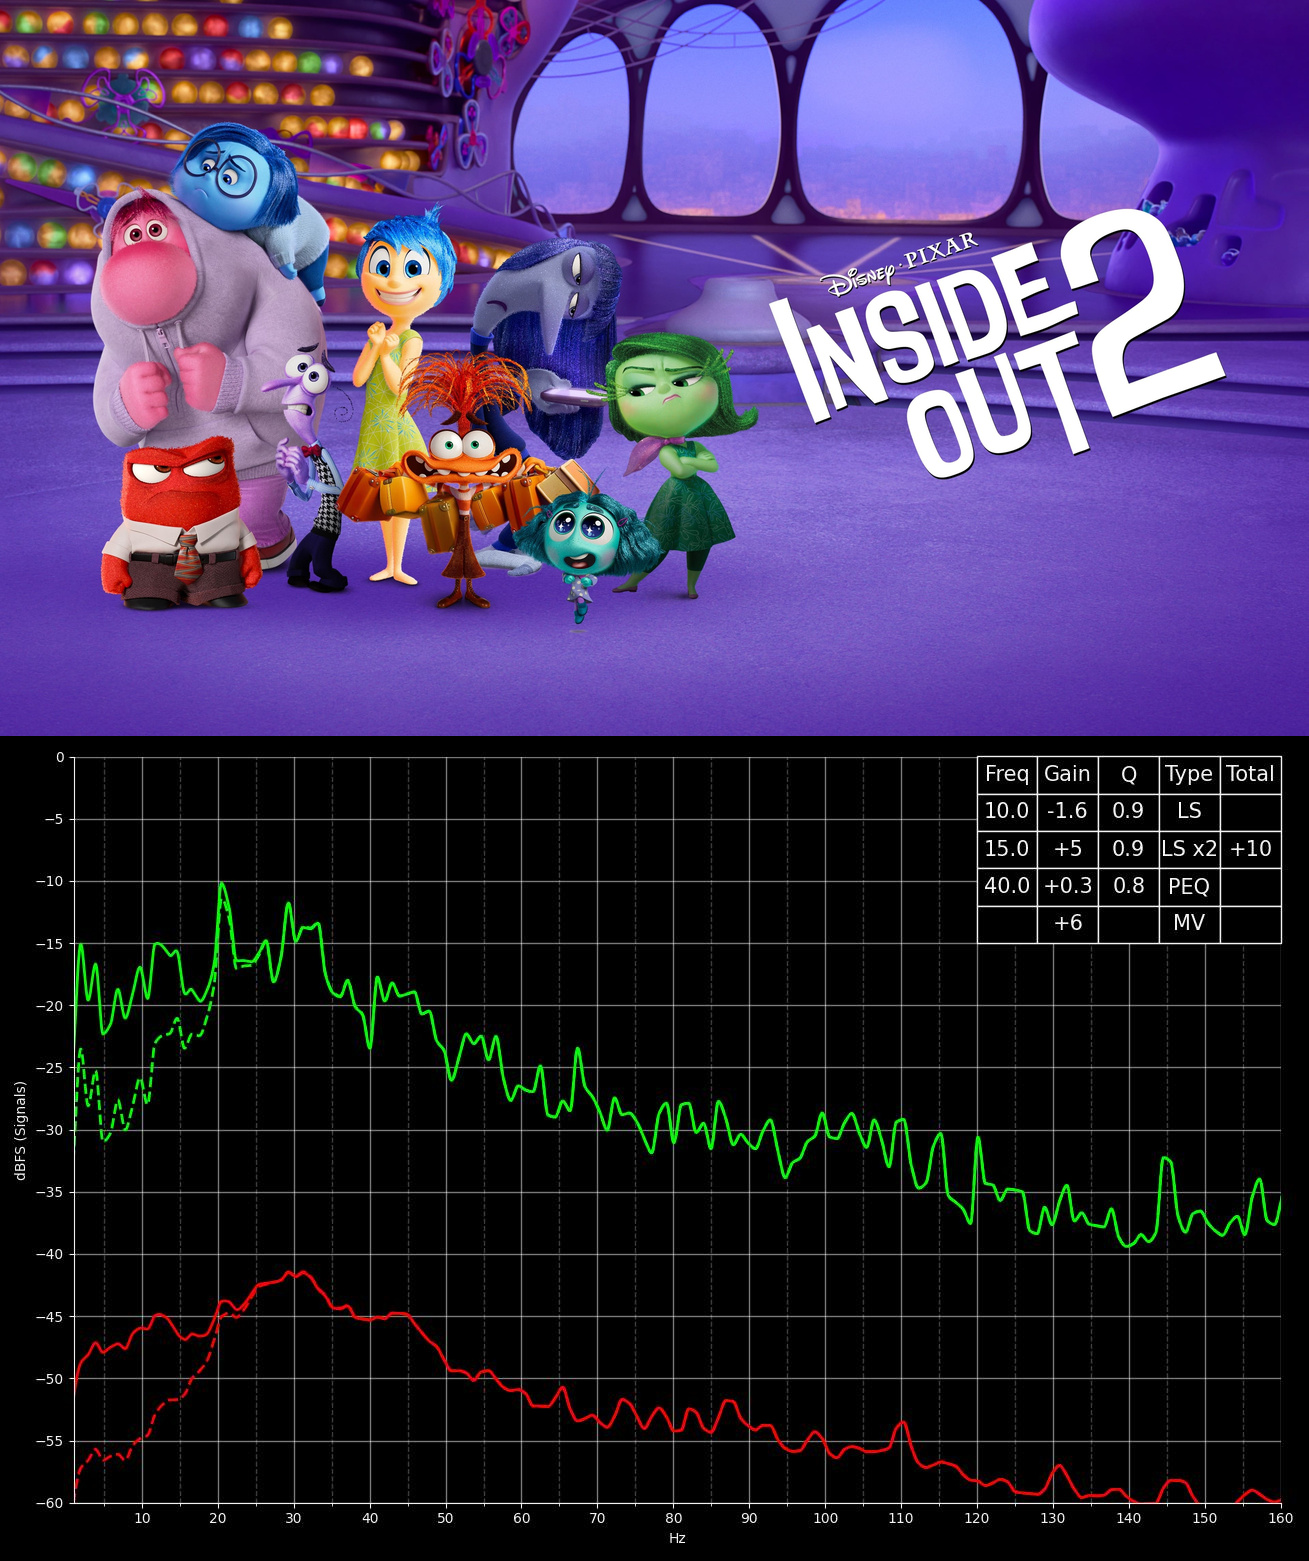 Disney · PIXAR
INSIDE
OUT 2
Freq Gain Q Type Total
10.0 -1.6 0.9 LS
15.0 +5 0.9 LS x2 +10
40.0 +0.3 0.8 PEQ
+6 MV
0
−5
−10
−15
−20
−25
−30
−35
−40
−45
−50
−55
−60
dBFS (Signals)
10 20 30 40 50 60 70 80 90 100 110 120 130 140 150 160
Hz